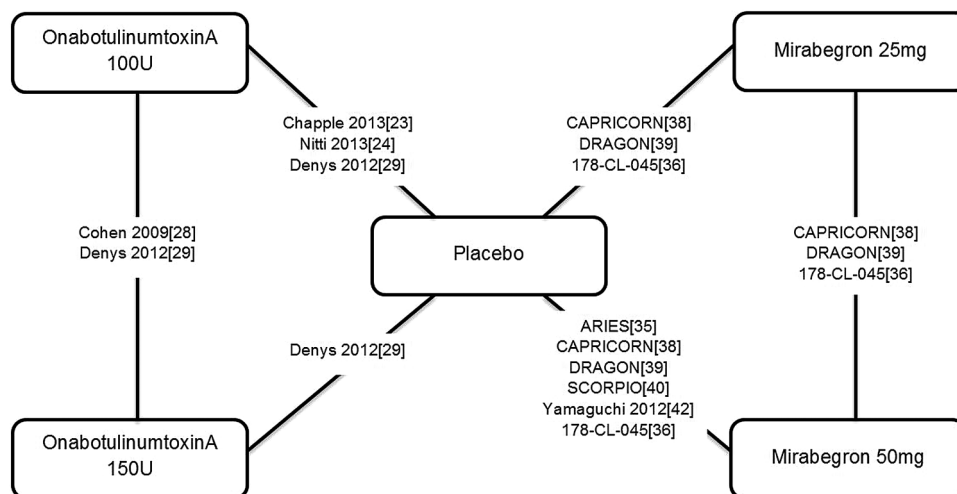 OnabotulinumtoxinA
100U
Mirabegron 25mg
Chapple 2013[23]
Nitti 2013[24]
Denys 2012[29]
CAPRICORN[38]
DRAGON[39]
178-CL-045[36]
Cohen 2009[28]
Denys 2012[29]
Placebo
CAPRICORN[38]
DRAGON[39]
178-CL-045[36]
Denys 2012[29]
ARIES[35]
CAPRICORN[38]
DRAGON[39]
SCORPIO[40]
Yamaguchi 2012[42]
178-CL-045[36]
OnabotulinumtoxinA
150U
Mirabegron 50mg